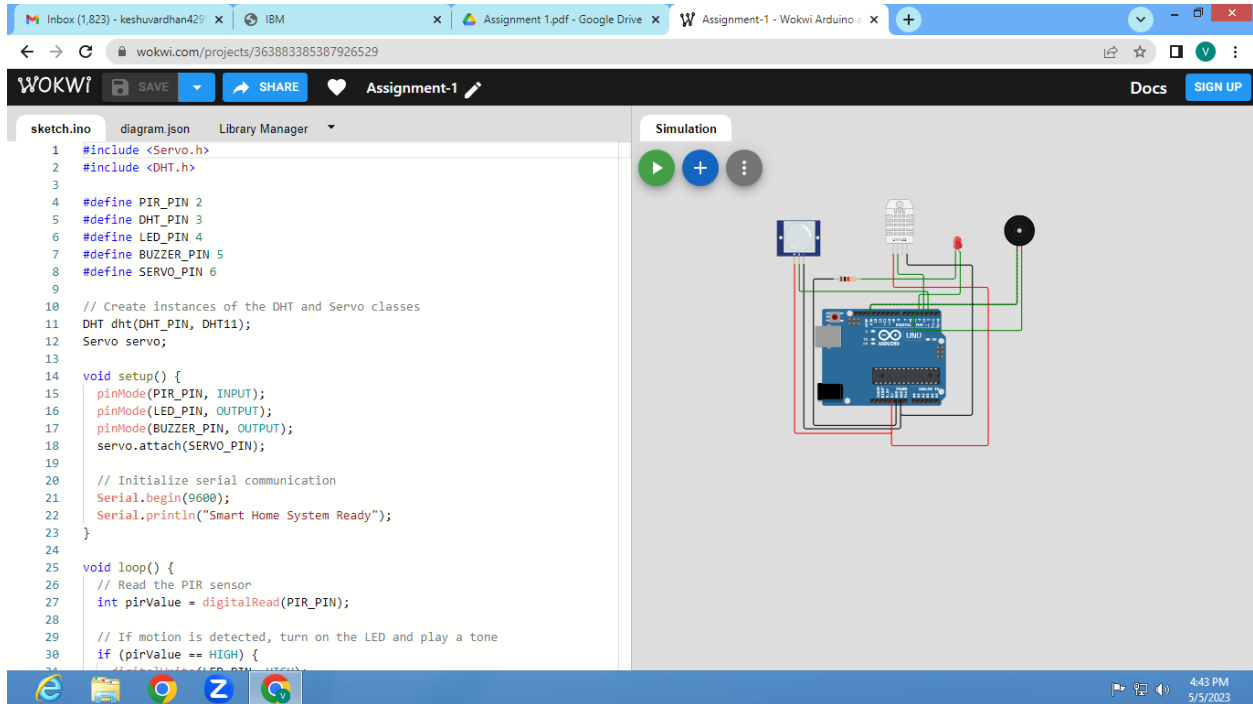 Inbox (1,823) - keshuvardhan429
IBM
Assignment 1.pdf - Google Drive
Assignment-1 - Wokwi Arduino a
wokwi.com/projects/363883385387926529
V
WOKWi
SAVE
SHARE
Assignment-1
Docs
SIGN UP
sketch.ino diagram.json Library Manager
Simulation
1 #include <Servo.h>
2 #include <DHT.h>
3
4 #define PIR_PIN 2
5 #define DHT_PIN 3
6 #define LED_PIN 4
7 #define BUZZER_PIN 5
8 #define SERVO_PIN 6
9
10 // Create instances of the DHT and Servo classes
11 DHT dht(DHT_PIN, DHT11);
12 Servo servo;
13
14 void setup() {
15 pinMode(PIR_PIN, INPUT);
16 pinMode(LED_PIN, OUTPUT);
17 pinMode(BUZZER_PIN, OUTPUT);
18 servo.attach(SERVO_PIN);
19
20 // Initialize serial communication
21 Serial.begin(9600);
22 Serial.println("Smart Home System Ready");
23 }
24
25 void loop() {
26 // Read the PIR sensor
27 int pirValue = digitalRead(PIR_PIN);
28
29 // If motion is detected, turn on the LED and play a tone
30 if (pirValue == HIGH) {
UNO
ARDUINO
4:43 PM
5/5/2023